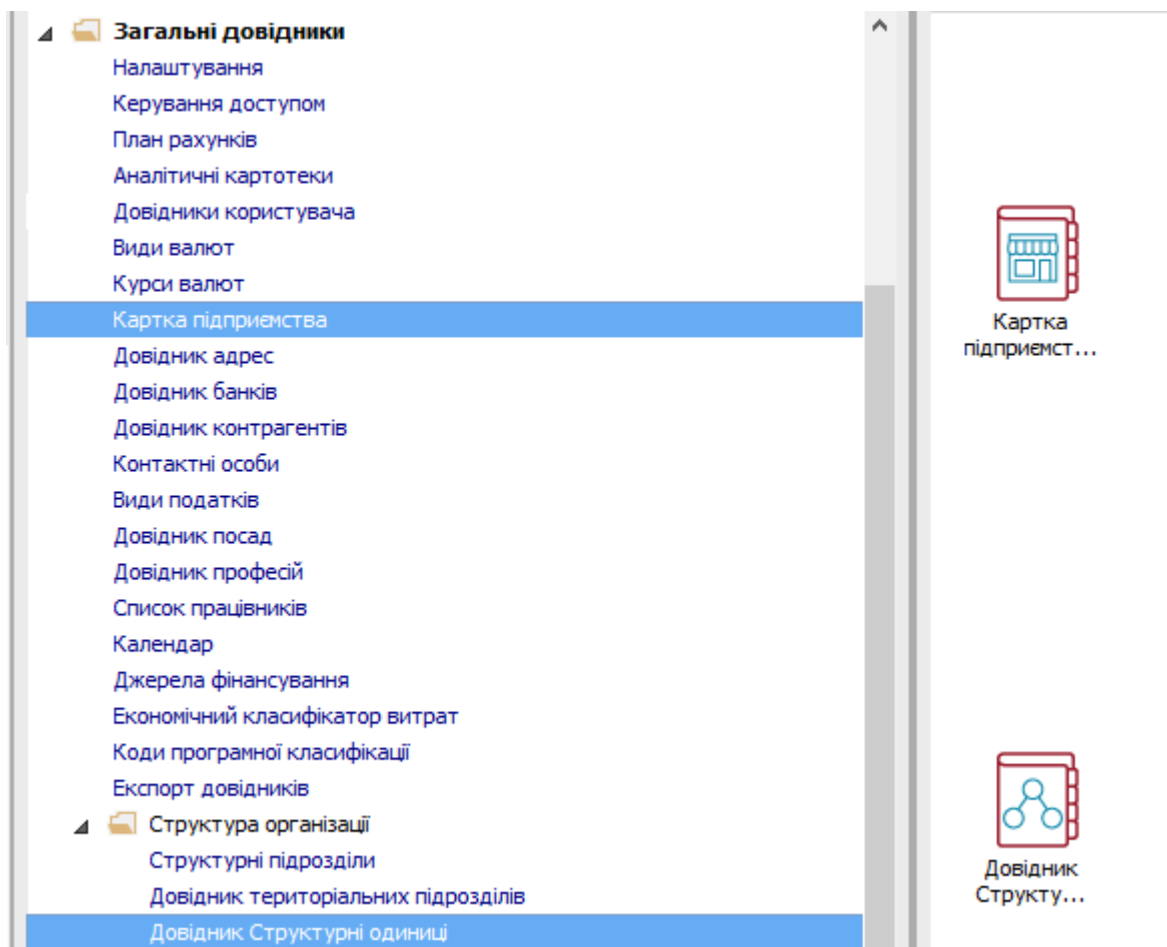 Загальні довідники
Налаштування
Керування доступом
План рахунків
Аналітичні картотеки
Довідники користувача
Види валют
Курси валют
Картка підприємства
Довідник адрес
Довідник банків
Довідник контрагентів
Контактні особи
Види податків
Довідник посад
Довідник професій
Список працівників
Календар
Джерела фінансування
Економічний класифікатор витрат
Коди програмної класифікації
Експорт довідників
Структура організації
Структурні підрозділи
Довідник територіальних підрозділів
Довідник Структурні одиниці
Картка
підприємст...
Довідник
Структу...